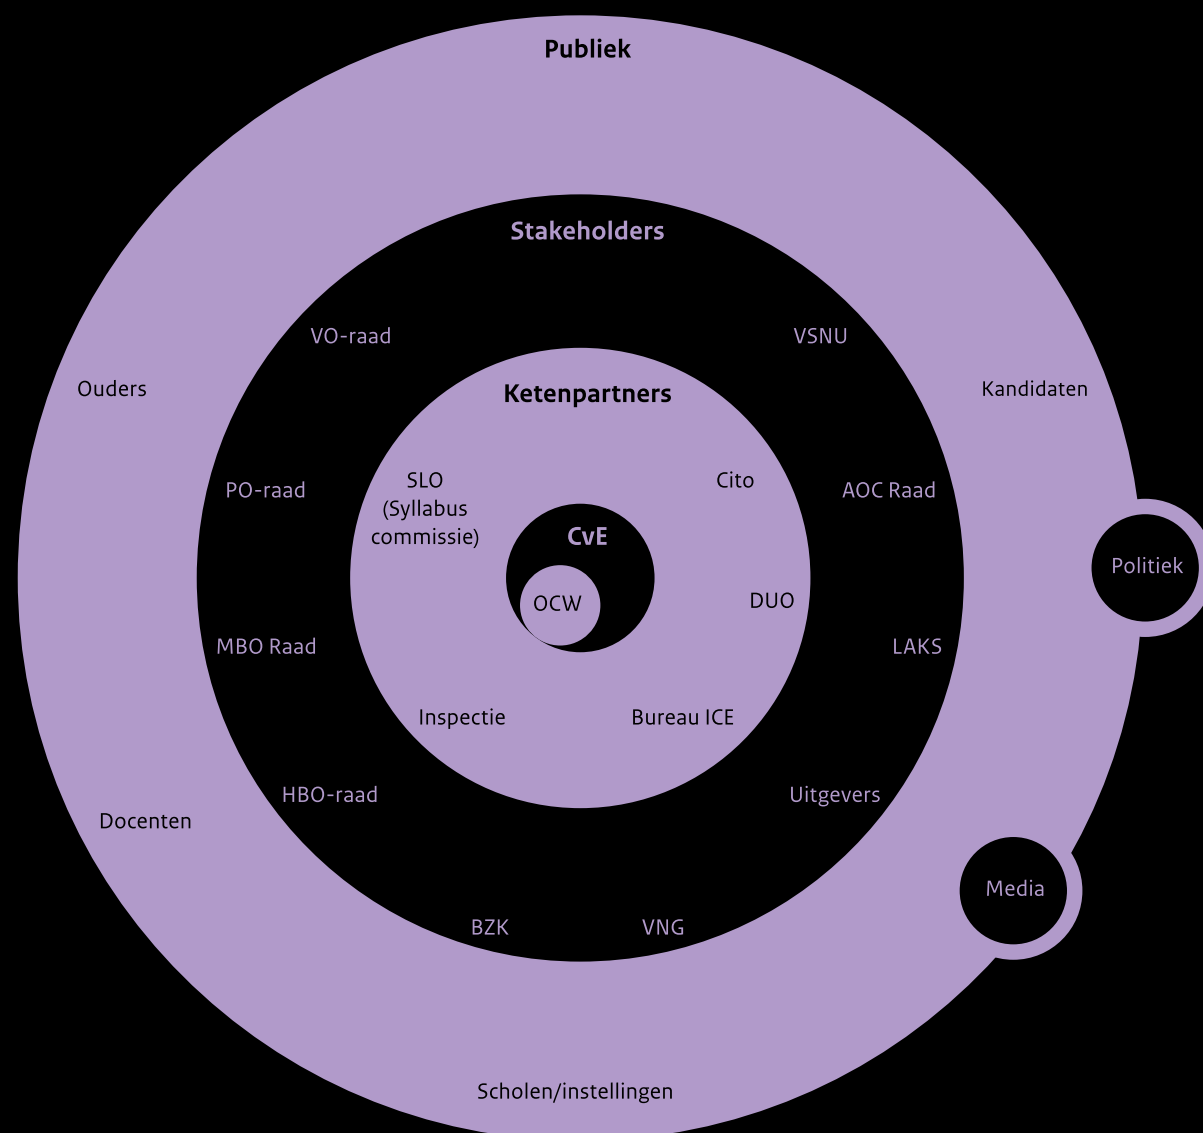 Publiek
Stakeholders
VO-raad
VSNU
Ouders
Kandidaten
Ketenpartners
SLO
(Syllabus
commissie)
Cito
PO-raad
AOC Raad
CvE
Politiek
OCW
DUO
MBO Raad
LAKS
Inspectie
Bureau ICE
HBO-raad
Uitgevers
Docenten
Media
BZK
VNG
Scholen/instellingen